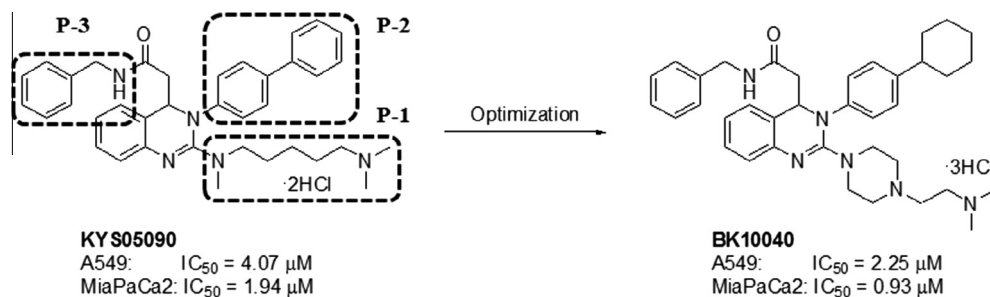 P-3
P-2
P-1
O
N
H
N
N
N
N
·2HCl
Optimization
O
N
H
N
N
N
N
N
·3HCl
KYS05090
A549: IC50 = 4.07 μM
MiaPaCa2: IC50 = 1.94 μM
BK10040
A549: IC50 = 2.25 μM
MiaPaCa2: IC50 = 0.93 μM